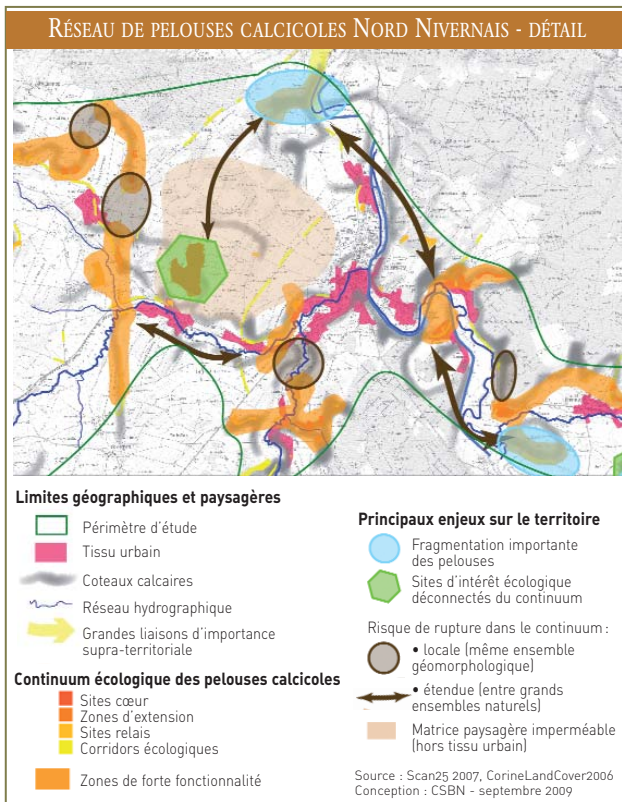 RÉSEAU DE PELOUSES CALCICOLES NORD NIVERNAIS - DÉTAIL
Limites géographiques et paysagères
Périmètre d'étude
Tissu urbain
Coteaux calcaires
Réseau hydrographique
Grandes liaisons d'importance
supra-territoriale
Continuum écologique des pelouses calcicoles
Sites cœur
Zones d'extension
Sites relais
Corridors écologiques
Zones de forte fonctionnalité
Principaux enjeux sur le territoire
Fragmentation importante
des pelouses
Sites d'intérêt écologique
déconnectés du continuum
Risque de rupture dans le continuum :
• locale (même ensemble
géomorphologique)
• étendue (entre grands
ensembles naturels)
Matrice paysagère imperméable
(hors tissu urbain)
Source : Scan25 2007, CorineLandCover2006
Conception : CSBN - septembre 2009